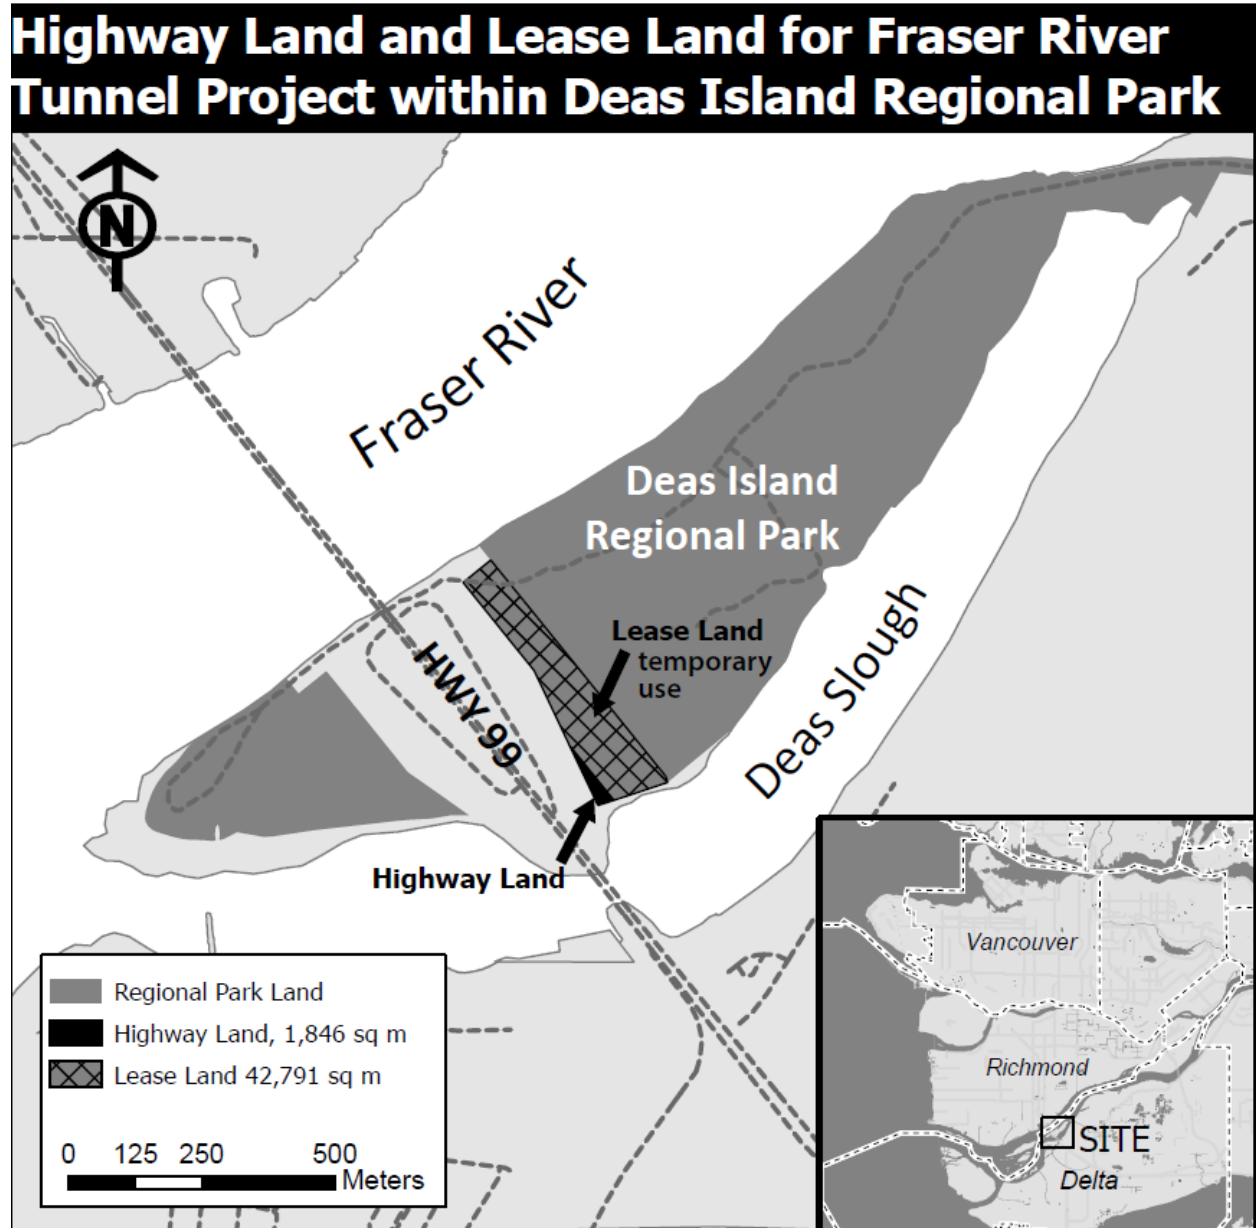 Highway Land and Lease Land for Fraser River
Tunnel Project within Deas Island Regional Park
N
Fraser River
Deas Island
Regional Park
Lease Land
temporary
use
HWY 99
Deas Slough
Highway Land
Regional Park Land
Highway Land, 1,846 sq m
Lease Land 42,791 sq m
0 125 250 500
Meters
Vancouver
Richmond
SITE
Delta